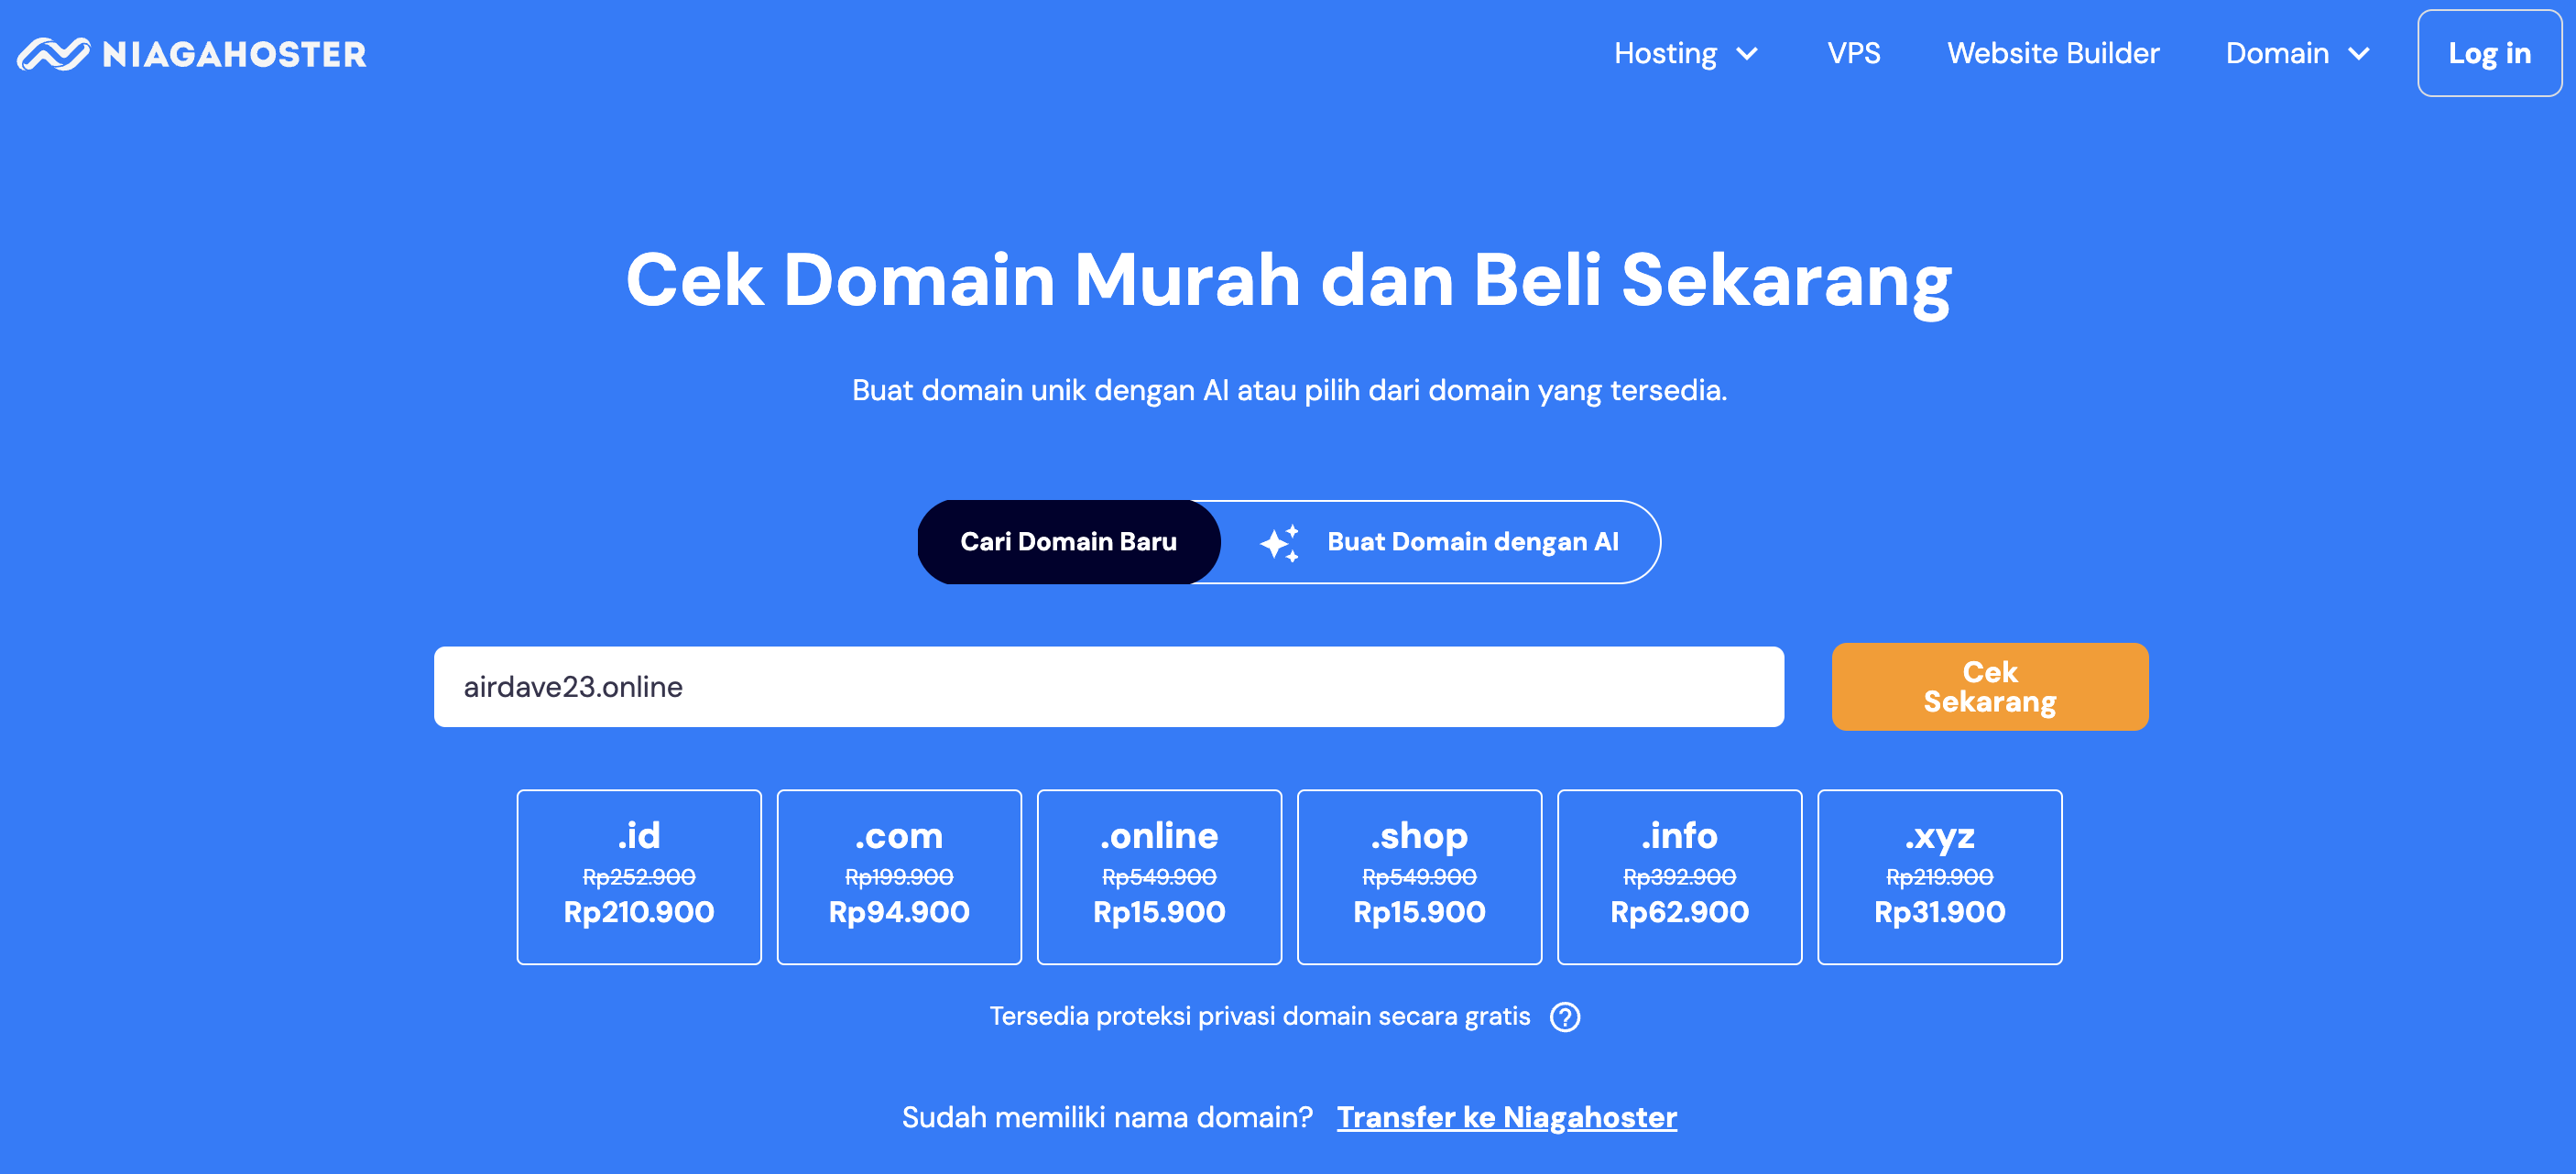 NIAGAHOSTER
Hosting VPS Website Builder Domain Log in
Cek Domain Murah dan Beli Sekarang
Buat domain unik dengan AI atau pilih dari domain yang tersedia.
Cari Domain Baru
Buat Domain dengan AI
airdave23.online
Cek
Sekarang
.id
Rp252.900
Rp210.900
.com
Rp199.900
Rp94.900
.online
Rp549.900
Rp15.900
.shop
Rp549.900
Rp15.900
.info
Rp392.900
Rp62.900
.xyz
Rp219.900
Rp31.900
Tersedia proteksi privasi domain secara gratis
Sudah memiliki nama domain? Transfer ke Niagahoster